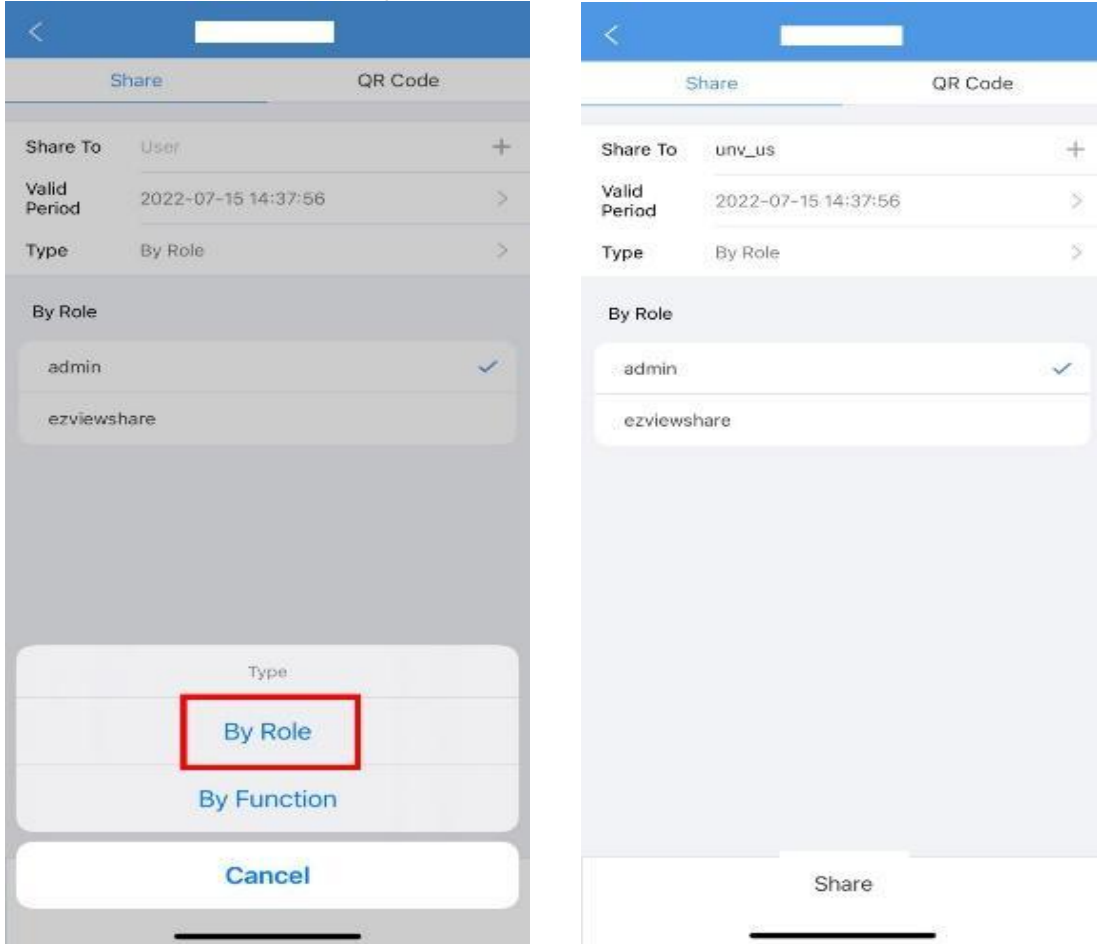 Share QR Code
Share To User +
Valid Period 2022-07-15 14:37:56 >
Type By Role >
By Role
admin
ezviewshare
Type
By Role
By Function
Cancel
Share QR Code
Share To unv_us +
Valid Period 2022-07-15 14:37:56 >
Type By Role >
By Role
admin
ezviewshare
Share